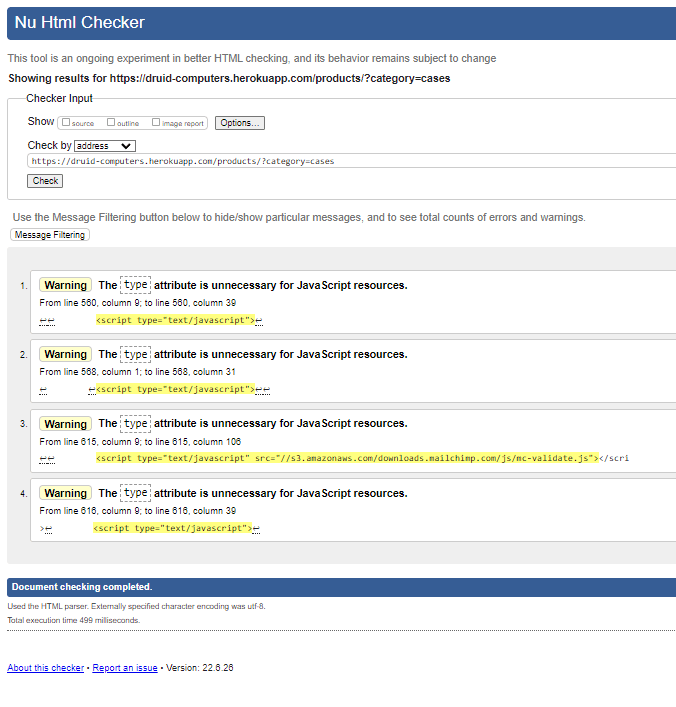 Nu Html Checker
This tool is an ongoing experiment in better HTML checking, and its behavior remains subject to change
Showing results for https://druid-computers.herokuapp.com/products/?category=cases
Checker Input
Show source outline image report Options...
Check by address
https://druid-computers.herokuapp.com/products/?category=cases
Check
Use the Message Filtering button below to hide/show particular messages, and to see total counts of errors and warnings.
Message Filtering
1. Warning The type attribute is unnecessary for JavaScript resources.
From line 560, column 9; to line 560, column 39
↩↩ <script type="text/javascript">↩
2. Warning The type attribute is unnecessary for JavaScript resources.
From line 568, column 1; to line 568, column 31
↩ ↩<script type="text/javascript">↩↩
3. Warning The type attribute is unnecessary for JavaScript resources.
From line 615, column 9; to line 615, column 106
↩↩ <script type="text/javascript" src="//s3.amazonaws.com/downloads.mailchimp.com/js/mc-validate.js"></scri
4. Warning The type attribute is unnecessary for JavaScript resources.
From line 616, column 9; to line 616, column 39
>↩ <script type="text/javascript">↩
Document checking completed.
Used the HTML parser. Externally specified character encoding was utf-8.
Total execution time 499 milliseconds.
About this checker • Report an issue • Version: 22.6.26